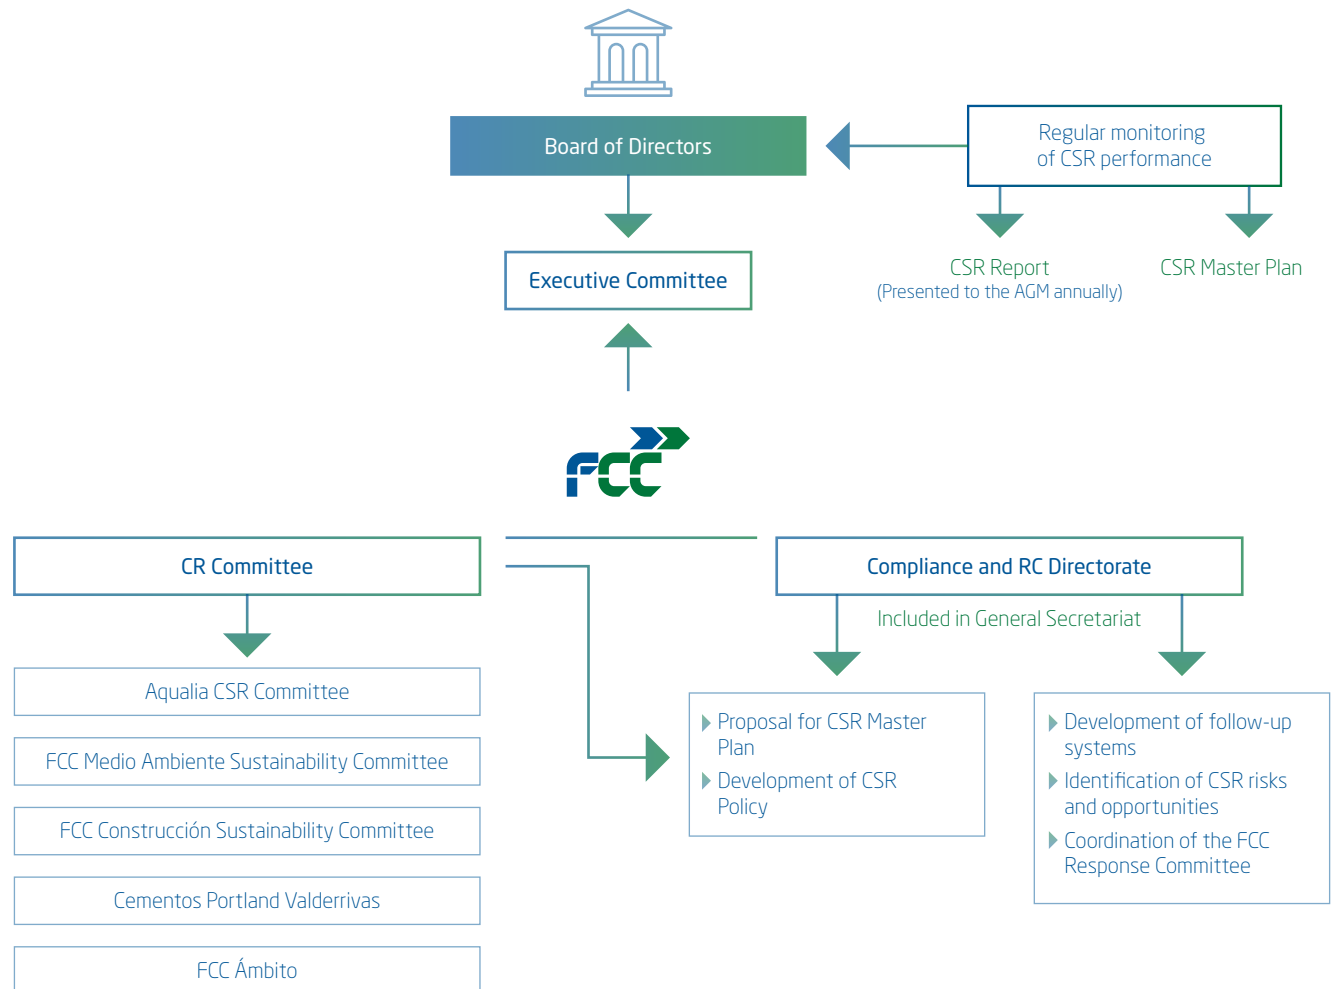 Board of Directors
Regular monitoring
of CSR performance
Executive Committee
CSR Report
(Presented to the AGM annually)
CSR Master Plan
FCC
CR Committee
Compliance and RC Directorate
Included in General Secretariat
Aqualia CSR Committee
FCC Medio Ambiente Sustainability Committee
FCC Construcción Sustainability Committee
Cementos Portland Valderrivas
FCC Ámbito
Proposal for CSR Master
Plan
Development of CSR
Policy
Development of follow-up
systems
Identification of CSR risks
and opportunities
Coordination of the FCC
Response Committee